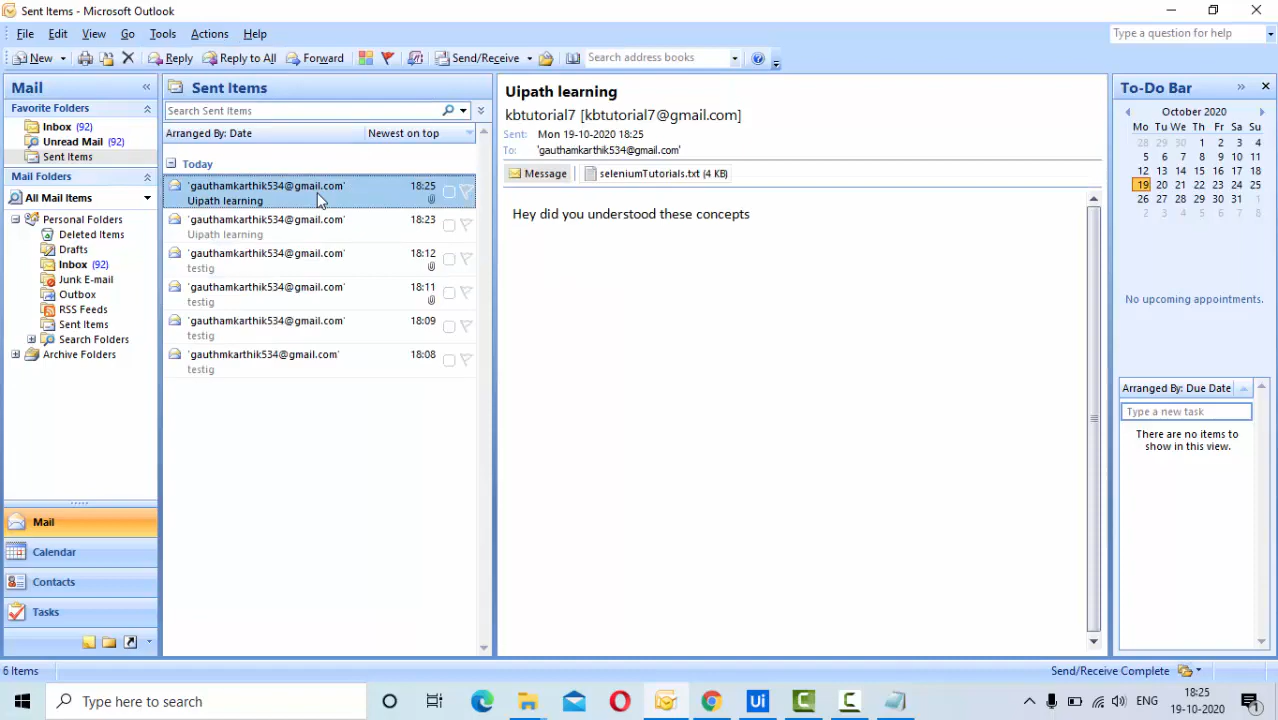 Sent Items - Microsoft Outlook
File Edit View Go Tools Actions Help
Type a question for help
New Reply Reply to All Forward Send/Receive Search address books
Mail «
Favorite Folders
Inbox (92)
Unread Mail (92)
Sent Items
Mail Folders
All Mail Items
Personal Folders
Deleted Items
Drafts
Inbox (92)
Junk E-mail
Outbox
RSS Feeds
Sent Items
Search Folders
Archive Folders
Mail
Calendar
Contacts
Tasks
Sent Items
Search Sent Items
Arranged By: Date Newest on top
Today
'gauthamkarthik534@gmail.com' 18:25
Uipath learning
'gauthamkarthik534@gmail.com' 18:23
Uipath learning
'gauthamkarthik534@gmail.com' 18:12
testig
'gauthamkarthik534@gmail.com' 18:11
testig
'gauthamkarthik534@gmail.com' 18:09
testig
'gauthmkarthik534@gmail.com' 18:08
testig
Uipath learning
kbtutorial7 [kbtutorial7@gmail.com]
Sent: Mon 19-10-2020 18:25
To: 'gauthamkarthik534@gmail.com'
Message seleniumTutorials.txt (4 KB)
Hey did you understood these concepts
To-Do Bar »
October 2020
Mo Tu We Th Fr Sa Su
28 29 30 1 2 3 4
5 6 7 8 9 10 11
12 13 14 15 16 17 18
19 20 21 22 23 24 25
26 27 28 29 30 31 1
2 3 4 5 6 7 8
No upcoming appointments.
Arranged By: Due Date
Type a new task
There are no items to
show in this view.
6 Items
Send/Receive Complete
Type here to search
Ui
C
C
ENG
18:25
19-10-2020
1